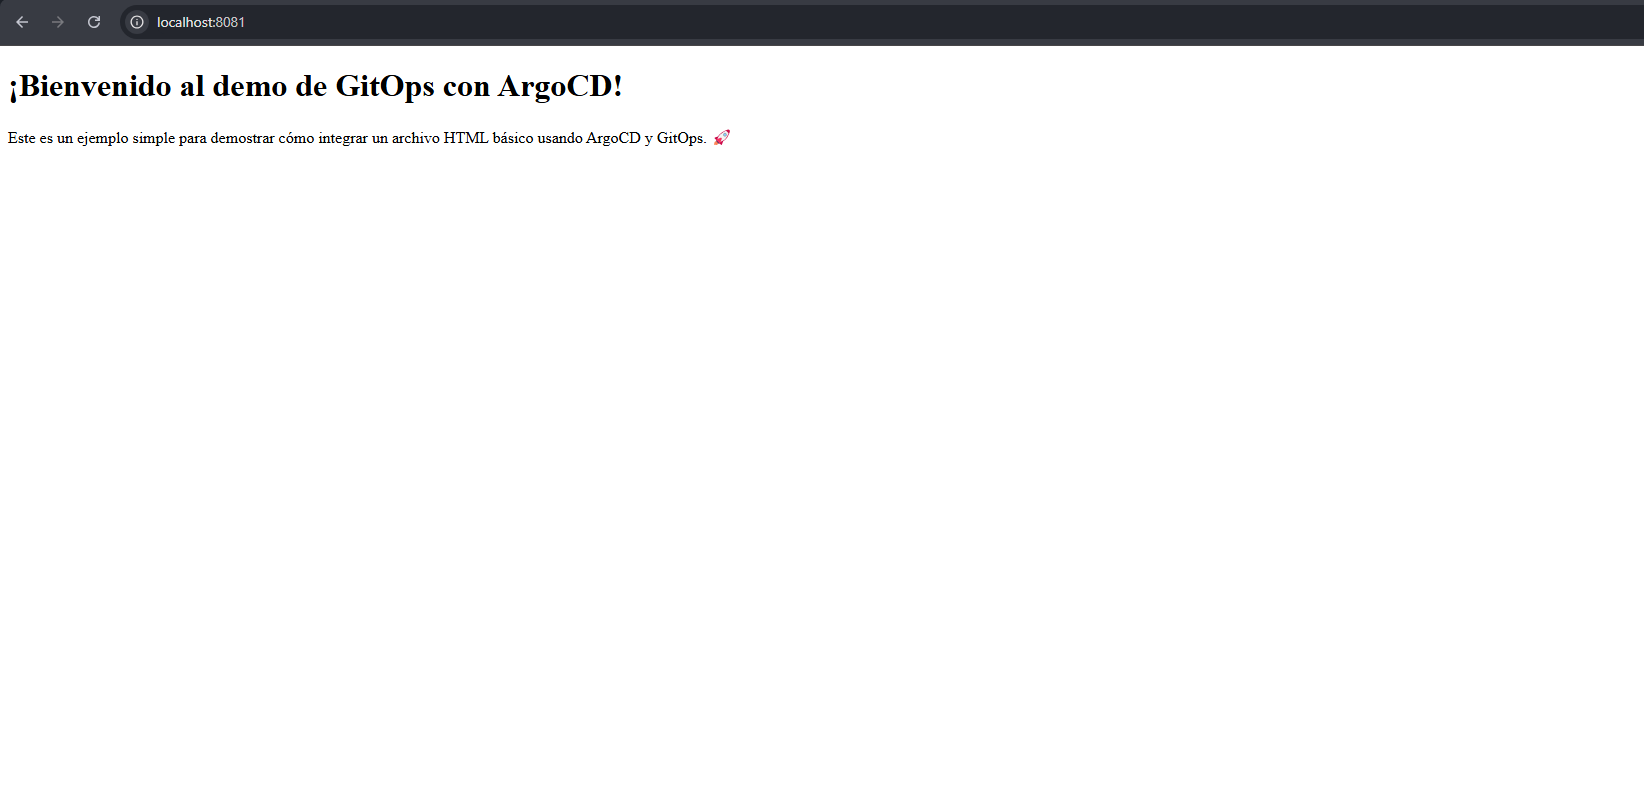 localhost:8081
¡Bienvenido al demo de GitOps con ArgoCD!
Este es un ejemplo simple para demostrar cómo integrar un archivo HTML básico usando ArgoCD y GitOps. 🚀